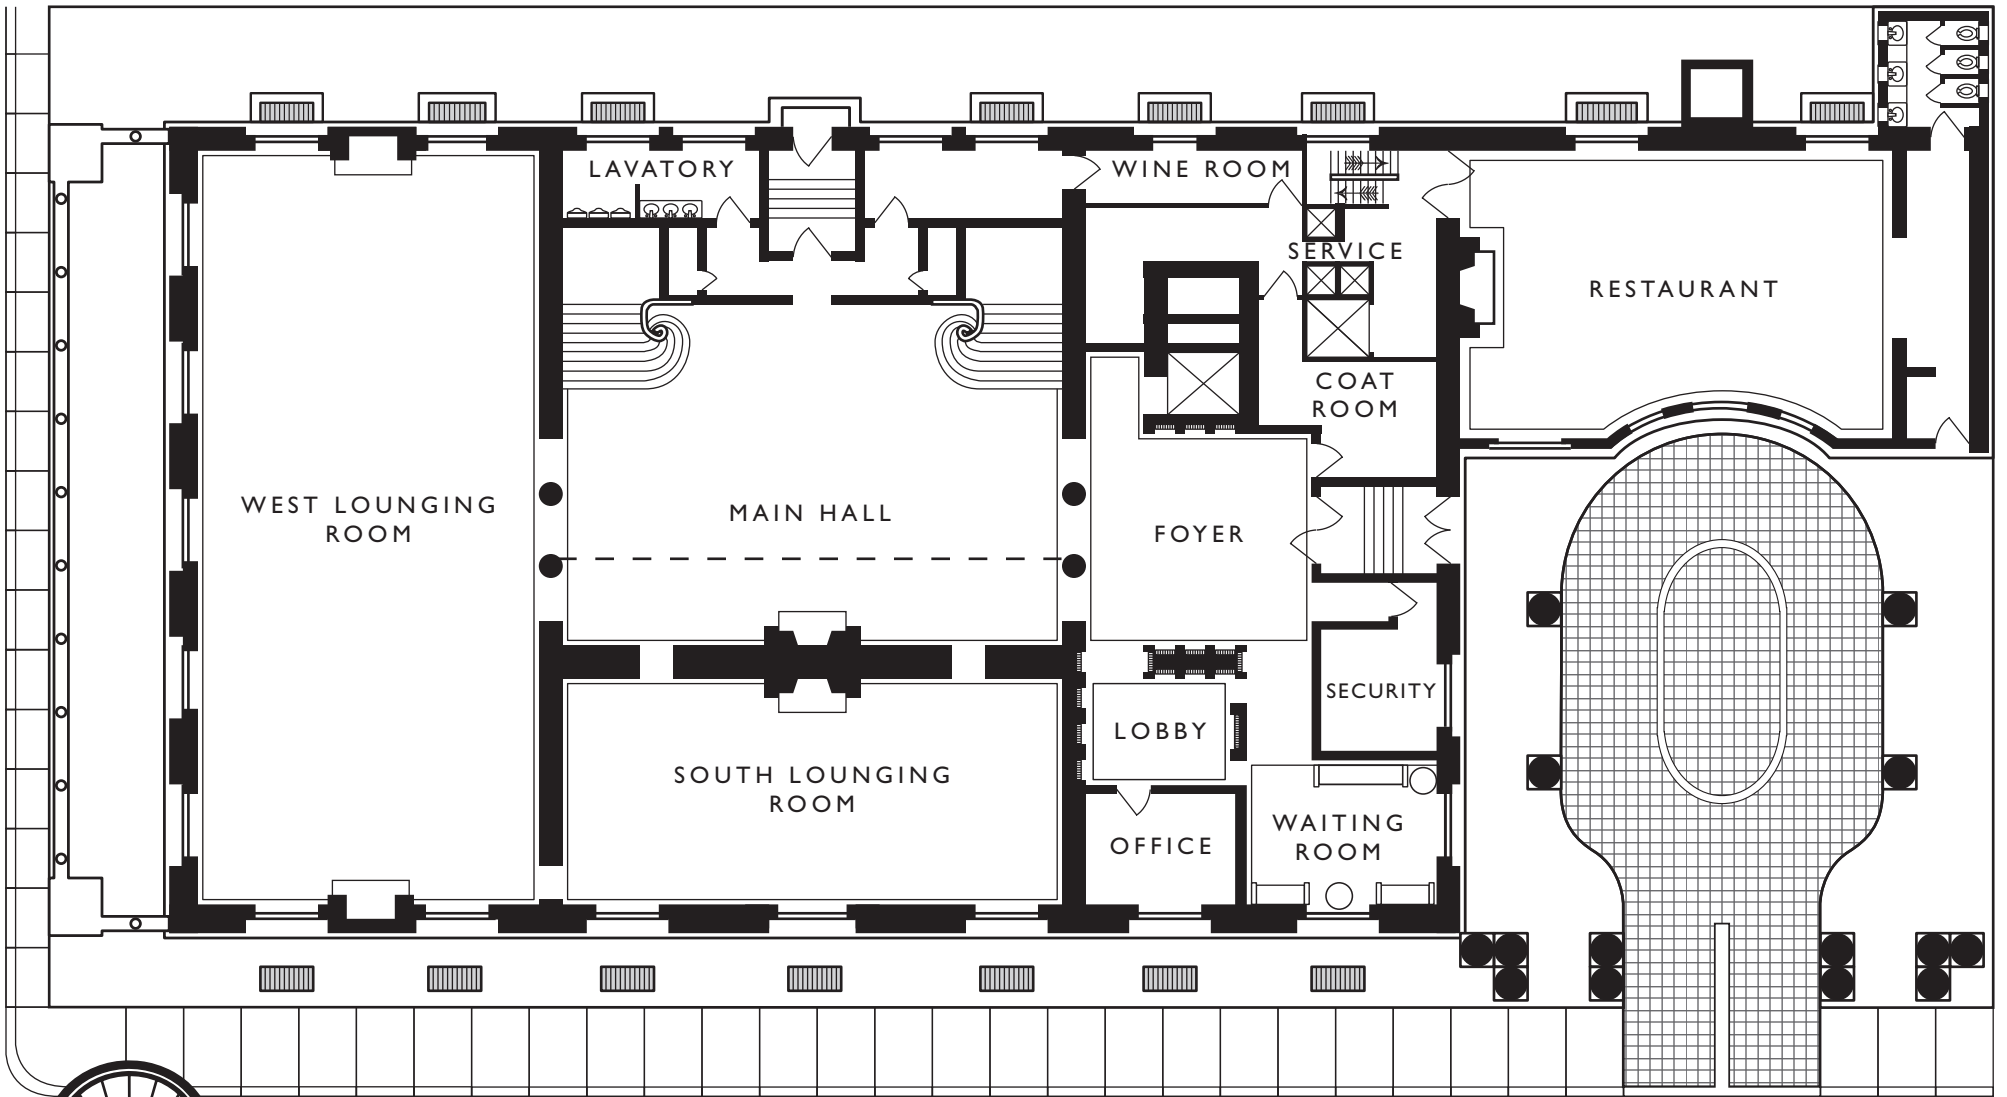 LAVATORY
WINE ROOM
SERVICE
RESTAURANT
COAT
ROOM
WEST LOUNGING
ROOM
MAIN HALL
FOYER
SECURITY
LOBBY
SOUTH LOUNGING
ROOM
OFFICE
WAITING
ROOM